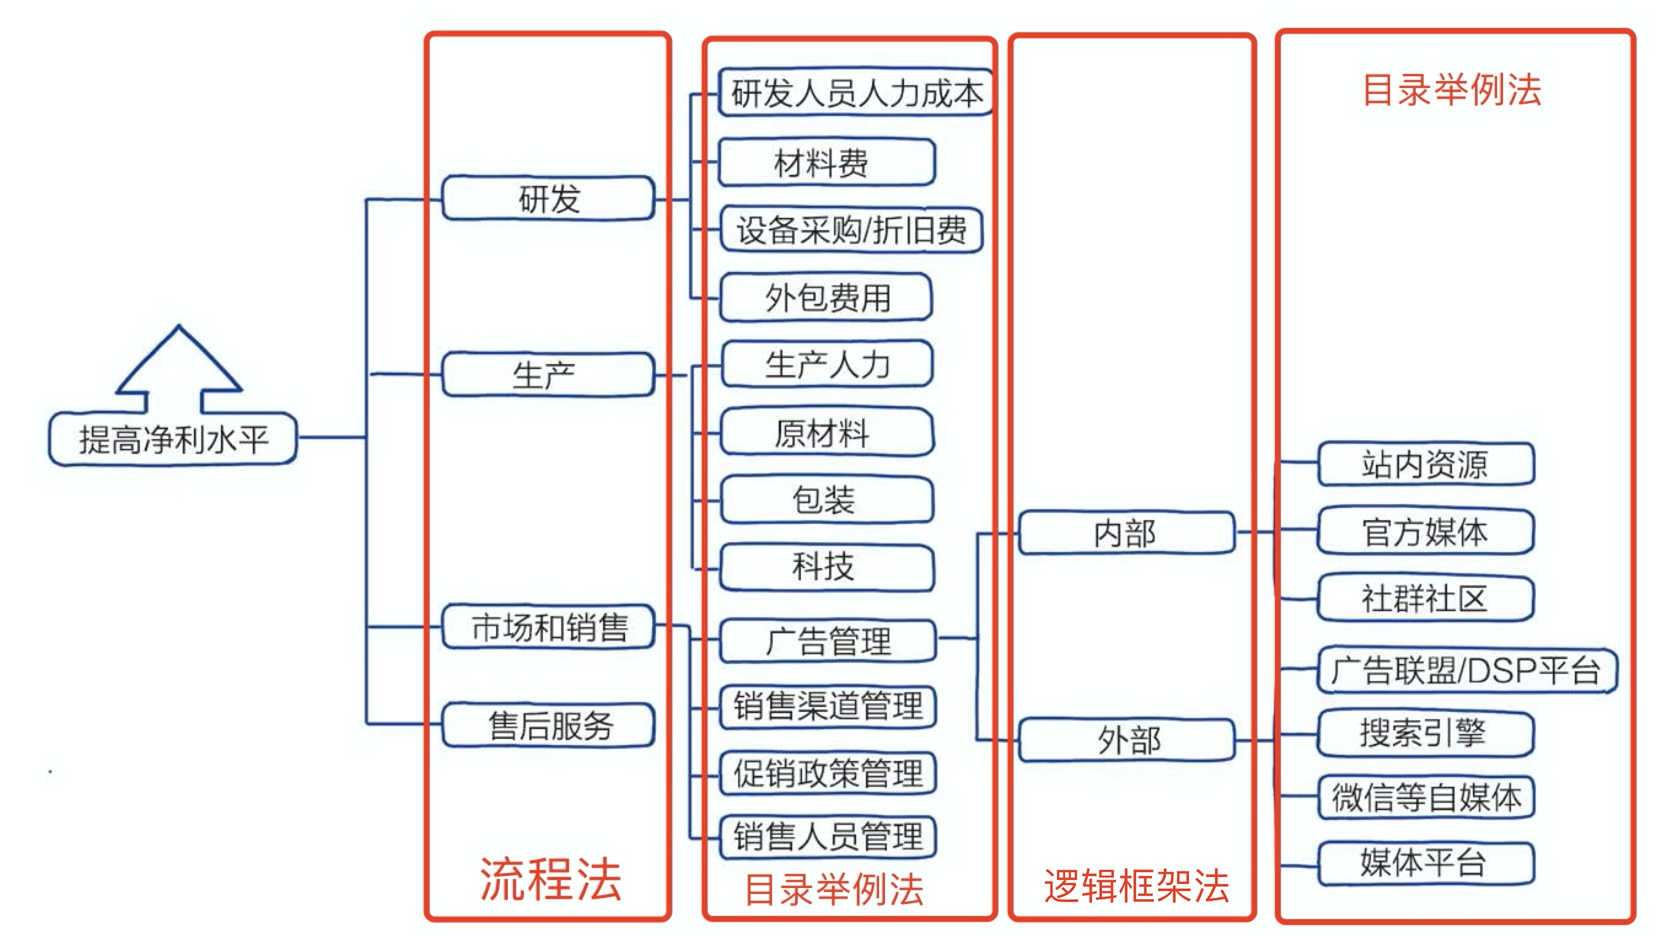 提高净利水平
研发
生产
市场和销售
售后服务
流程法
研发人员人力成本
材料费
设备采购/折旧费
外包费用
生产人力
原材料
包装
科技
广告管理
销售渠道管理
促销政策管理
销售人员管理
目录举例法
内部
外部
逻辑框架法
目录举例法
站内资源
官方媒体
社群社区
广告联盟/DSP平台
搜索引擎
微信等自媒体
媒体平台